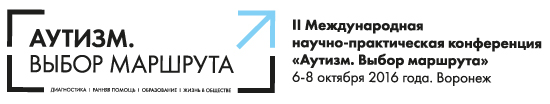 АУТИЗМ.
ВЫБОР МАРШРУТА
ДИАГНОСТИКА | РАННЯЯ ПОМОЩЬ | ОБРАЗОВАНИЕ | ЖИЗНЬ В ОБЩЕСТВЕ
II Международная
научно-практическая конференция
«Аутизм. Выбор маршрута»
6-8 октября 2016 года. Воронеж